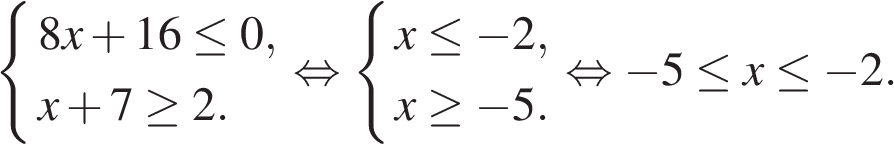 { 8x + 16 ≤ 0, x + 7 ≥ 2. ⇔ { x ≤ −2, x ≥ −5. ⇔ −5 ≤ x ≤ −2.